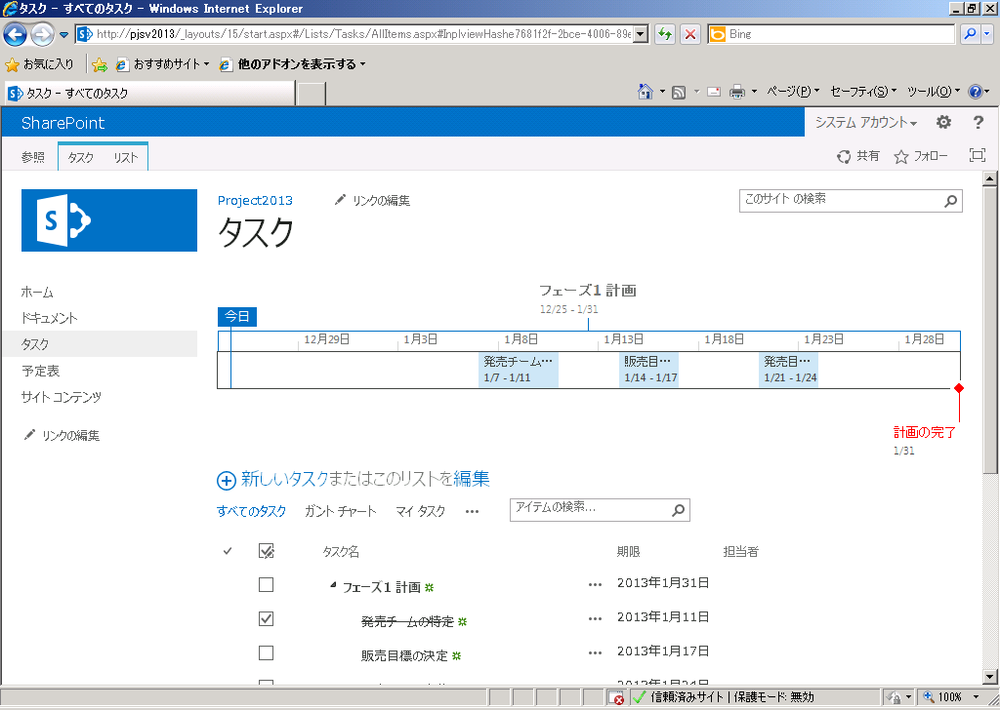 タスク - すべてのタスク - Windows Internet Explorer
http://pjsv2013/_layouts/15/start.aspx#/Lists/Tasks/AllItems.aspx#InplviewHashe7681f2f-2bce-4006-89e
Bing
お気に入り おすすめサイト 他のアドオンを表示する
タスク - すべてのタスク ページ(P) セーフティ(S) ツール(O)
SharePoint システム アカウント ?
参照 タスク リスト 共有 フォロー
S
Project2013 リンクの編集 このサイト の検索
タスク
ホーム
ドキュメント
タスク
予定表
サイト コンテンツ
リンクの編集
フェーズ1 計画
12/25 - 1/31
今日
12月29日 1月3日 1月8日 1月13日 1月18日 1月23日 1月28日
発売チーム… 販売目… 発売目…
1/7 - 1/11 1/14 - 1/17 1/21 - 1/24
計画の完了
1/31
新しいタスクまたはこのリストを編集
すべてのタスク ガント チャート マイ タスク ••• アイテムの検索...
タスク名 期限 担当者
フェーズ1 計画 ••• 2013年1月31日
発売チームの特定 ••• 2013年1月11日
販売目標の決定 ••• 2013年1月17日
信頼済みサイト | 保護モード: 無効 100%